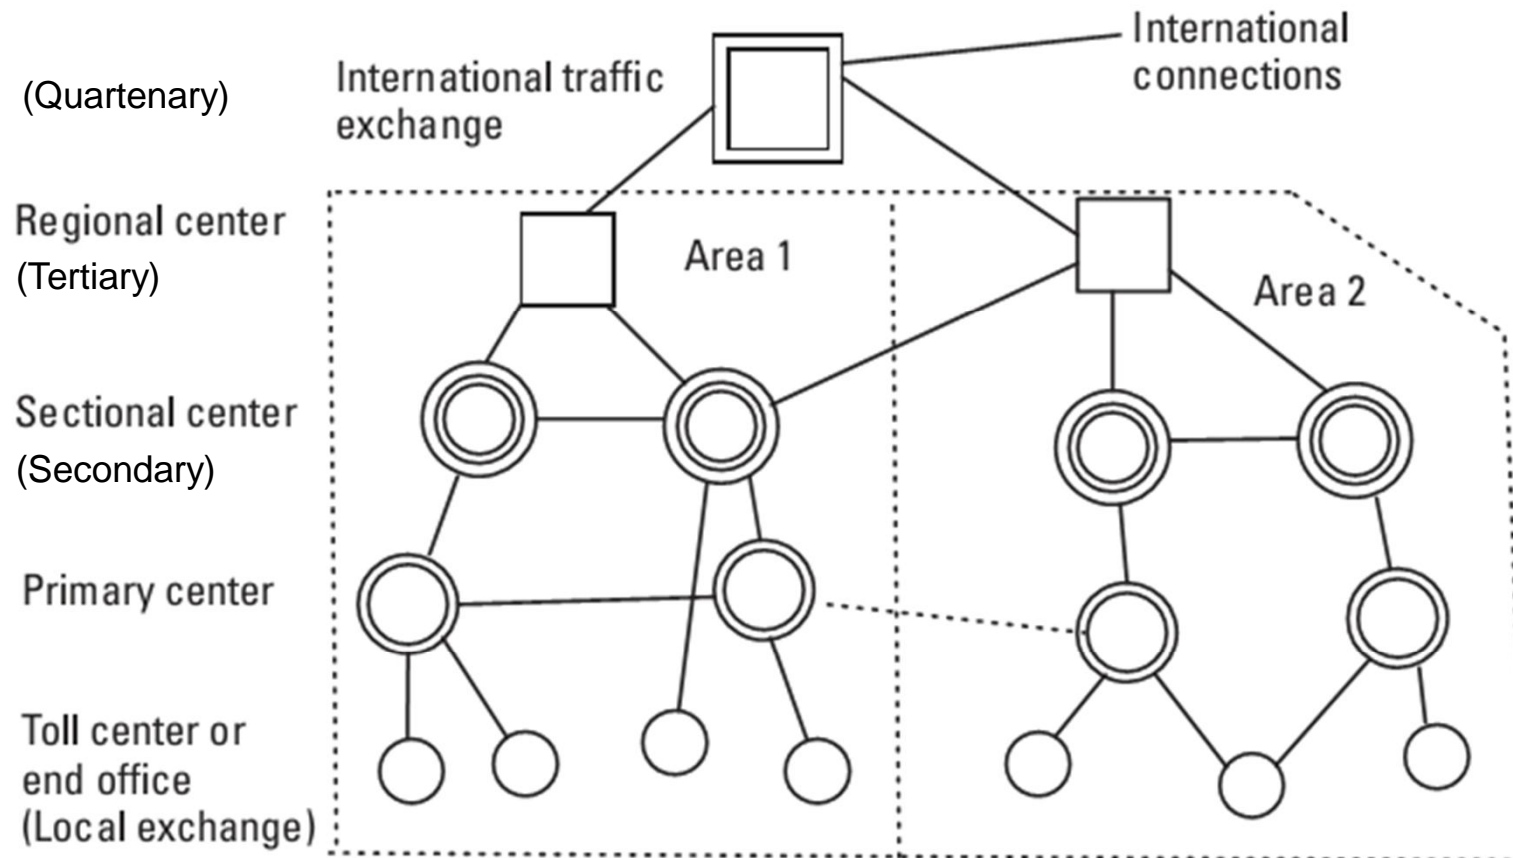 International
connections
(Quartenary)
International traffic
exchange
Regional center
(Tertiary)
Area 1
Area 2
Sectional center
(Secondary)
Primary center
Toll center or
end office
(Local exchange)